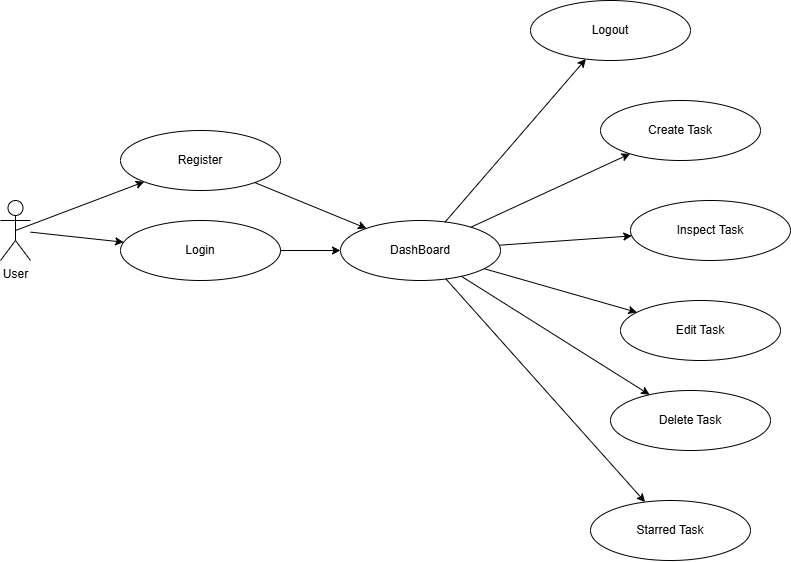 Logout
Create Task
Register
Inspect Task
Login
DashBoard
User
Edit Task
Delete Task
Starred Task